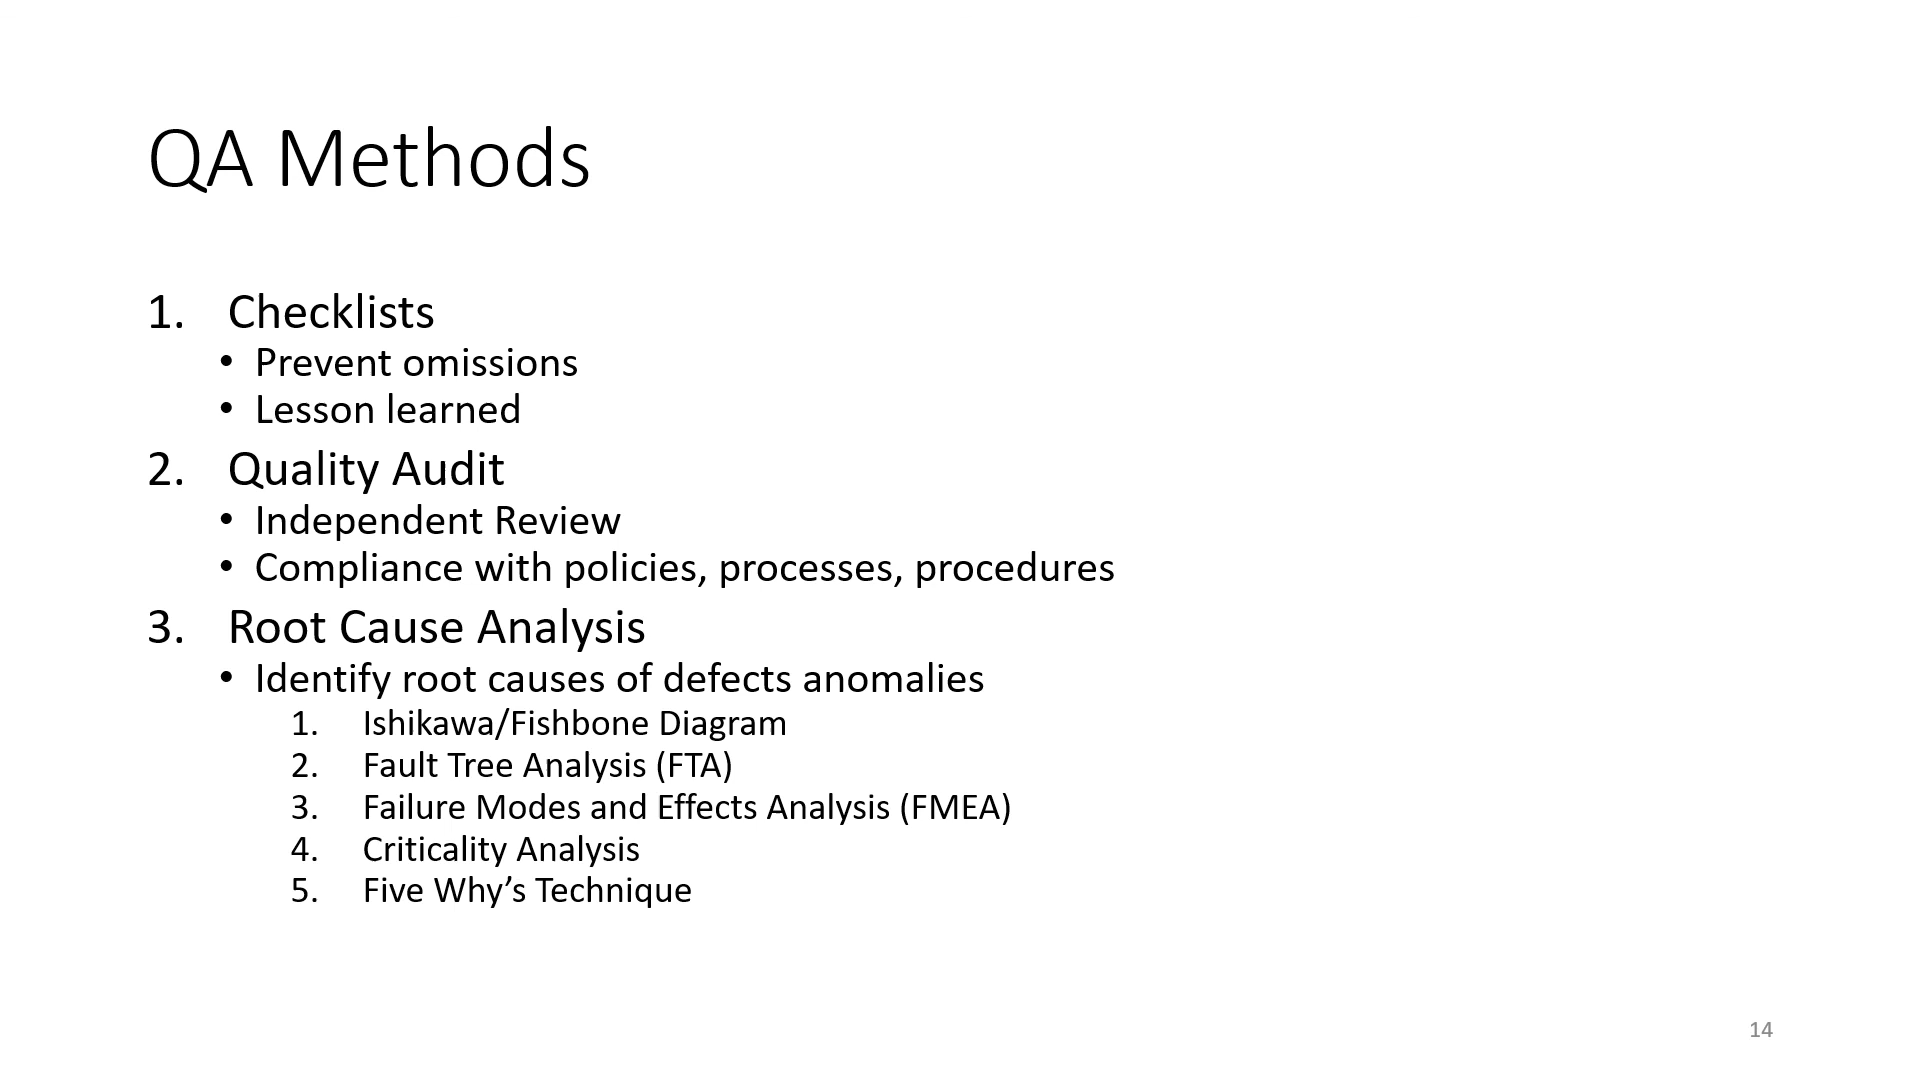 QA Methods
1. Checklists
• Prevent omissions
• Lesson learned
2. Quality Audit
• Independent Review
• Compliance with policies, processes, procedures
3. Root Cause Analysis
• Identify root causes of defects anomalies
1. Ishikawa/Fishbone Diagram
2. Fault Tree Analysis (FTA)
3. Failure Modes and Effects Analysis (FMEA)
4. Criticality Analysis
5. Five Why’s Technique
14